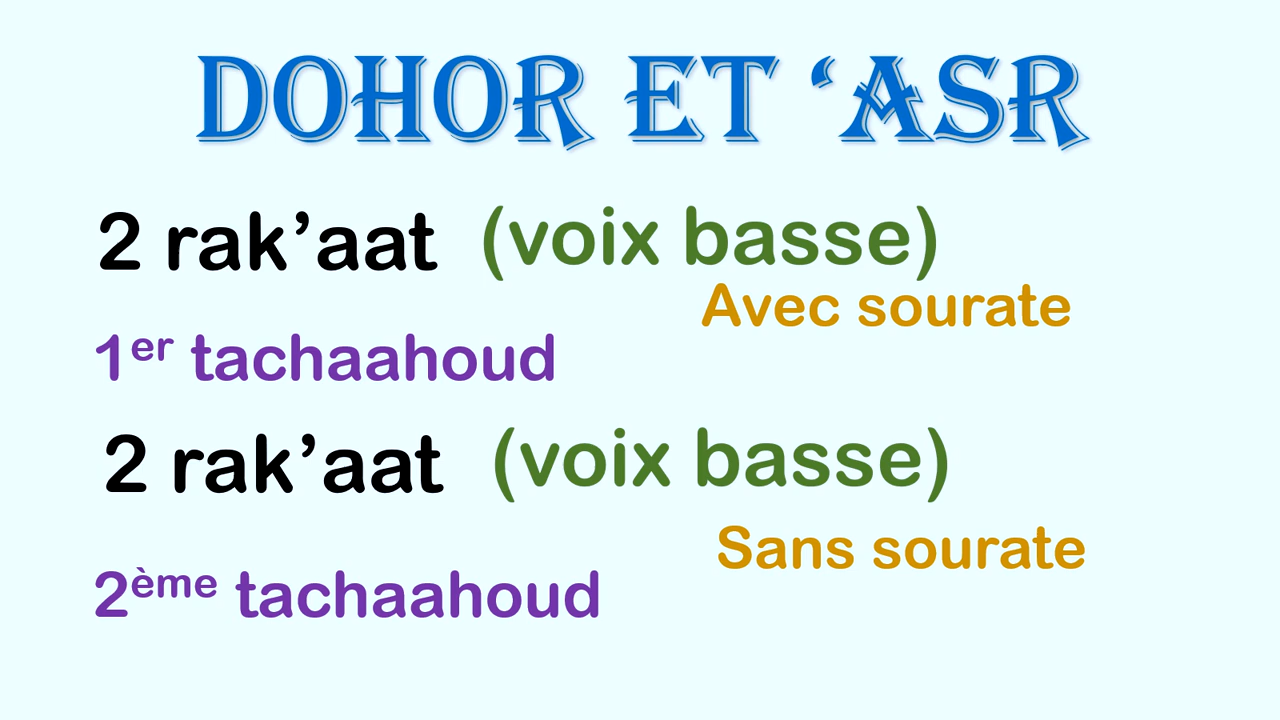 DOHOR ET ‘ASR
2 rak’aat (voix basse)
Avec sourate
1er tachaahoud
2 rak’aat (voix basse)
Sans sourate
2ème tachaahoud